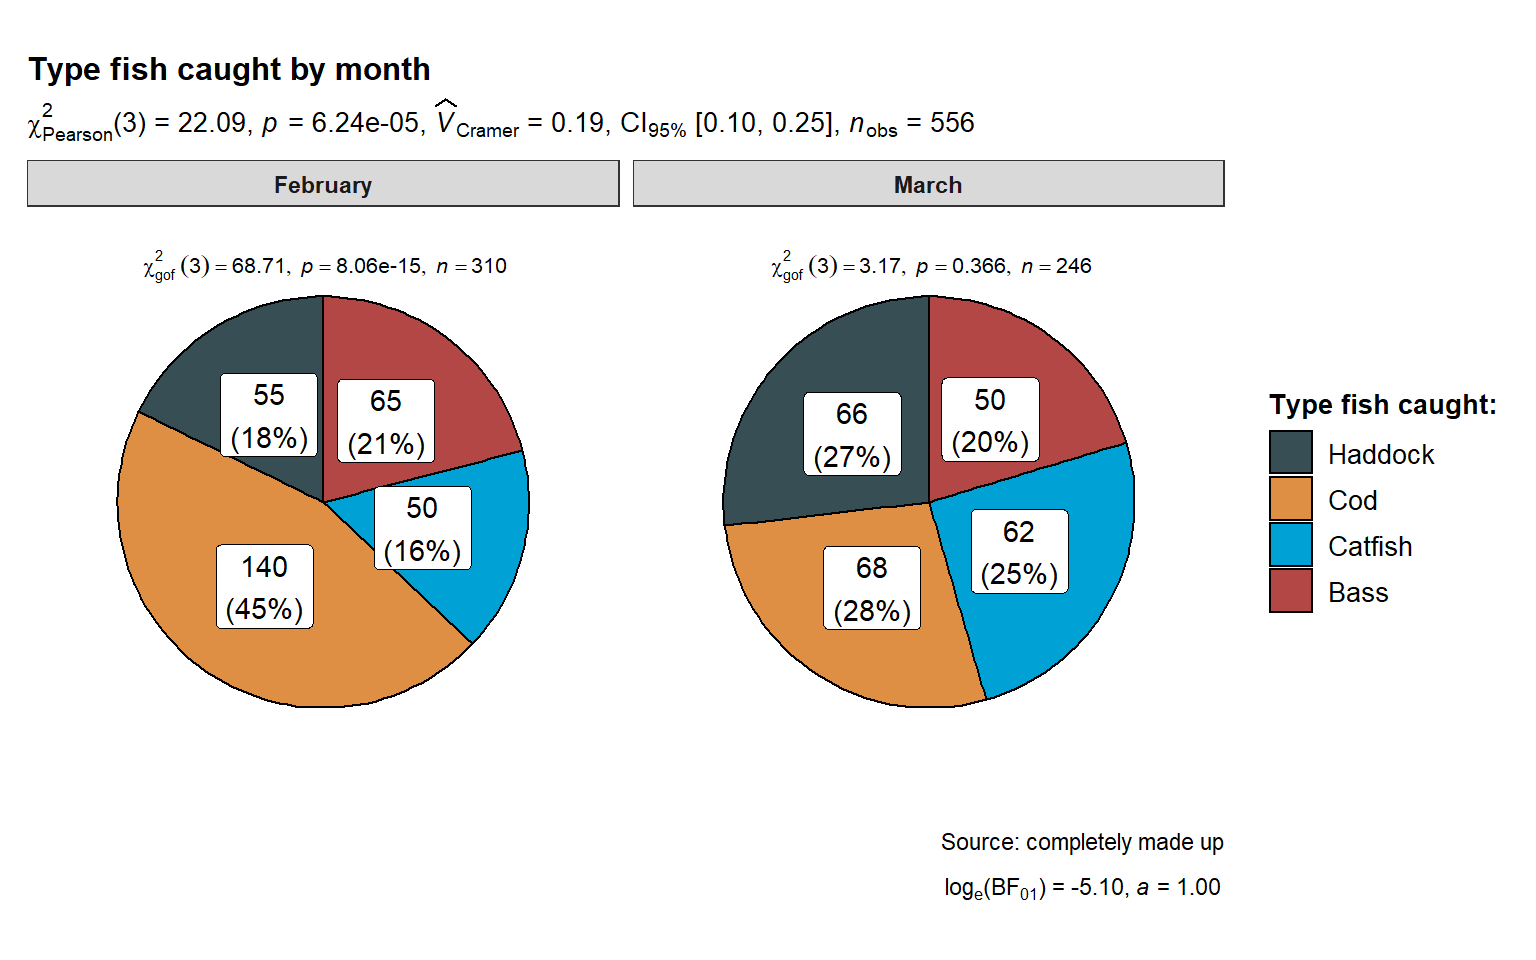 Type fish caught by month
χ²Pearson(3) = 22.09, p = 6.24e-05, V̂Cramer = 0.19, CI95% [0.10, 0.25], nobs = 556
February
March
χ²gof (3) = 68.71, p = 8.06e-15, n = 310
χ²gof (3) = 3.17, p = 0.366, n = 246
55
(18%)
65
(21%)
50
(16%)
140
(45%)
66
(27%)
50
(20%)
62
(25%)
68
(28%)
Type fish caught:
Haddock
Cod
Catfish
Bass
Source: completely made up
loge(BF01) = -5.10, a = 1.00